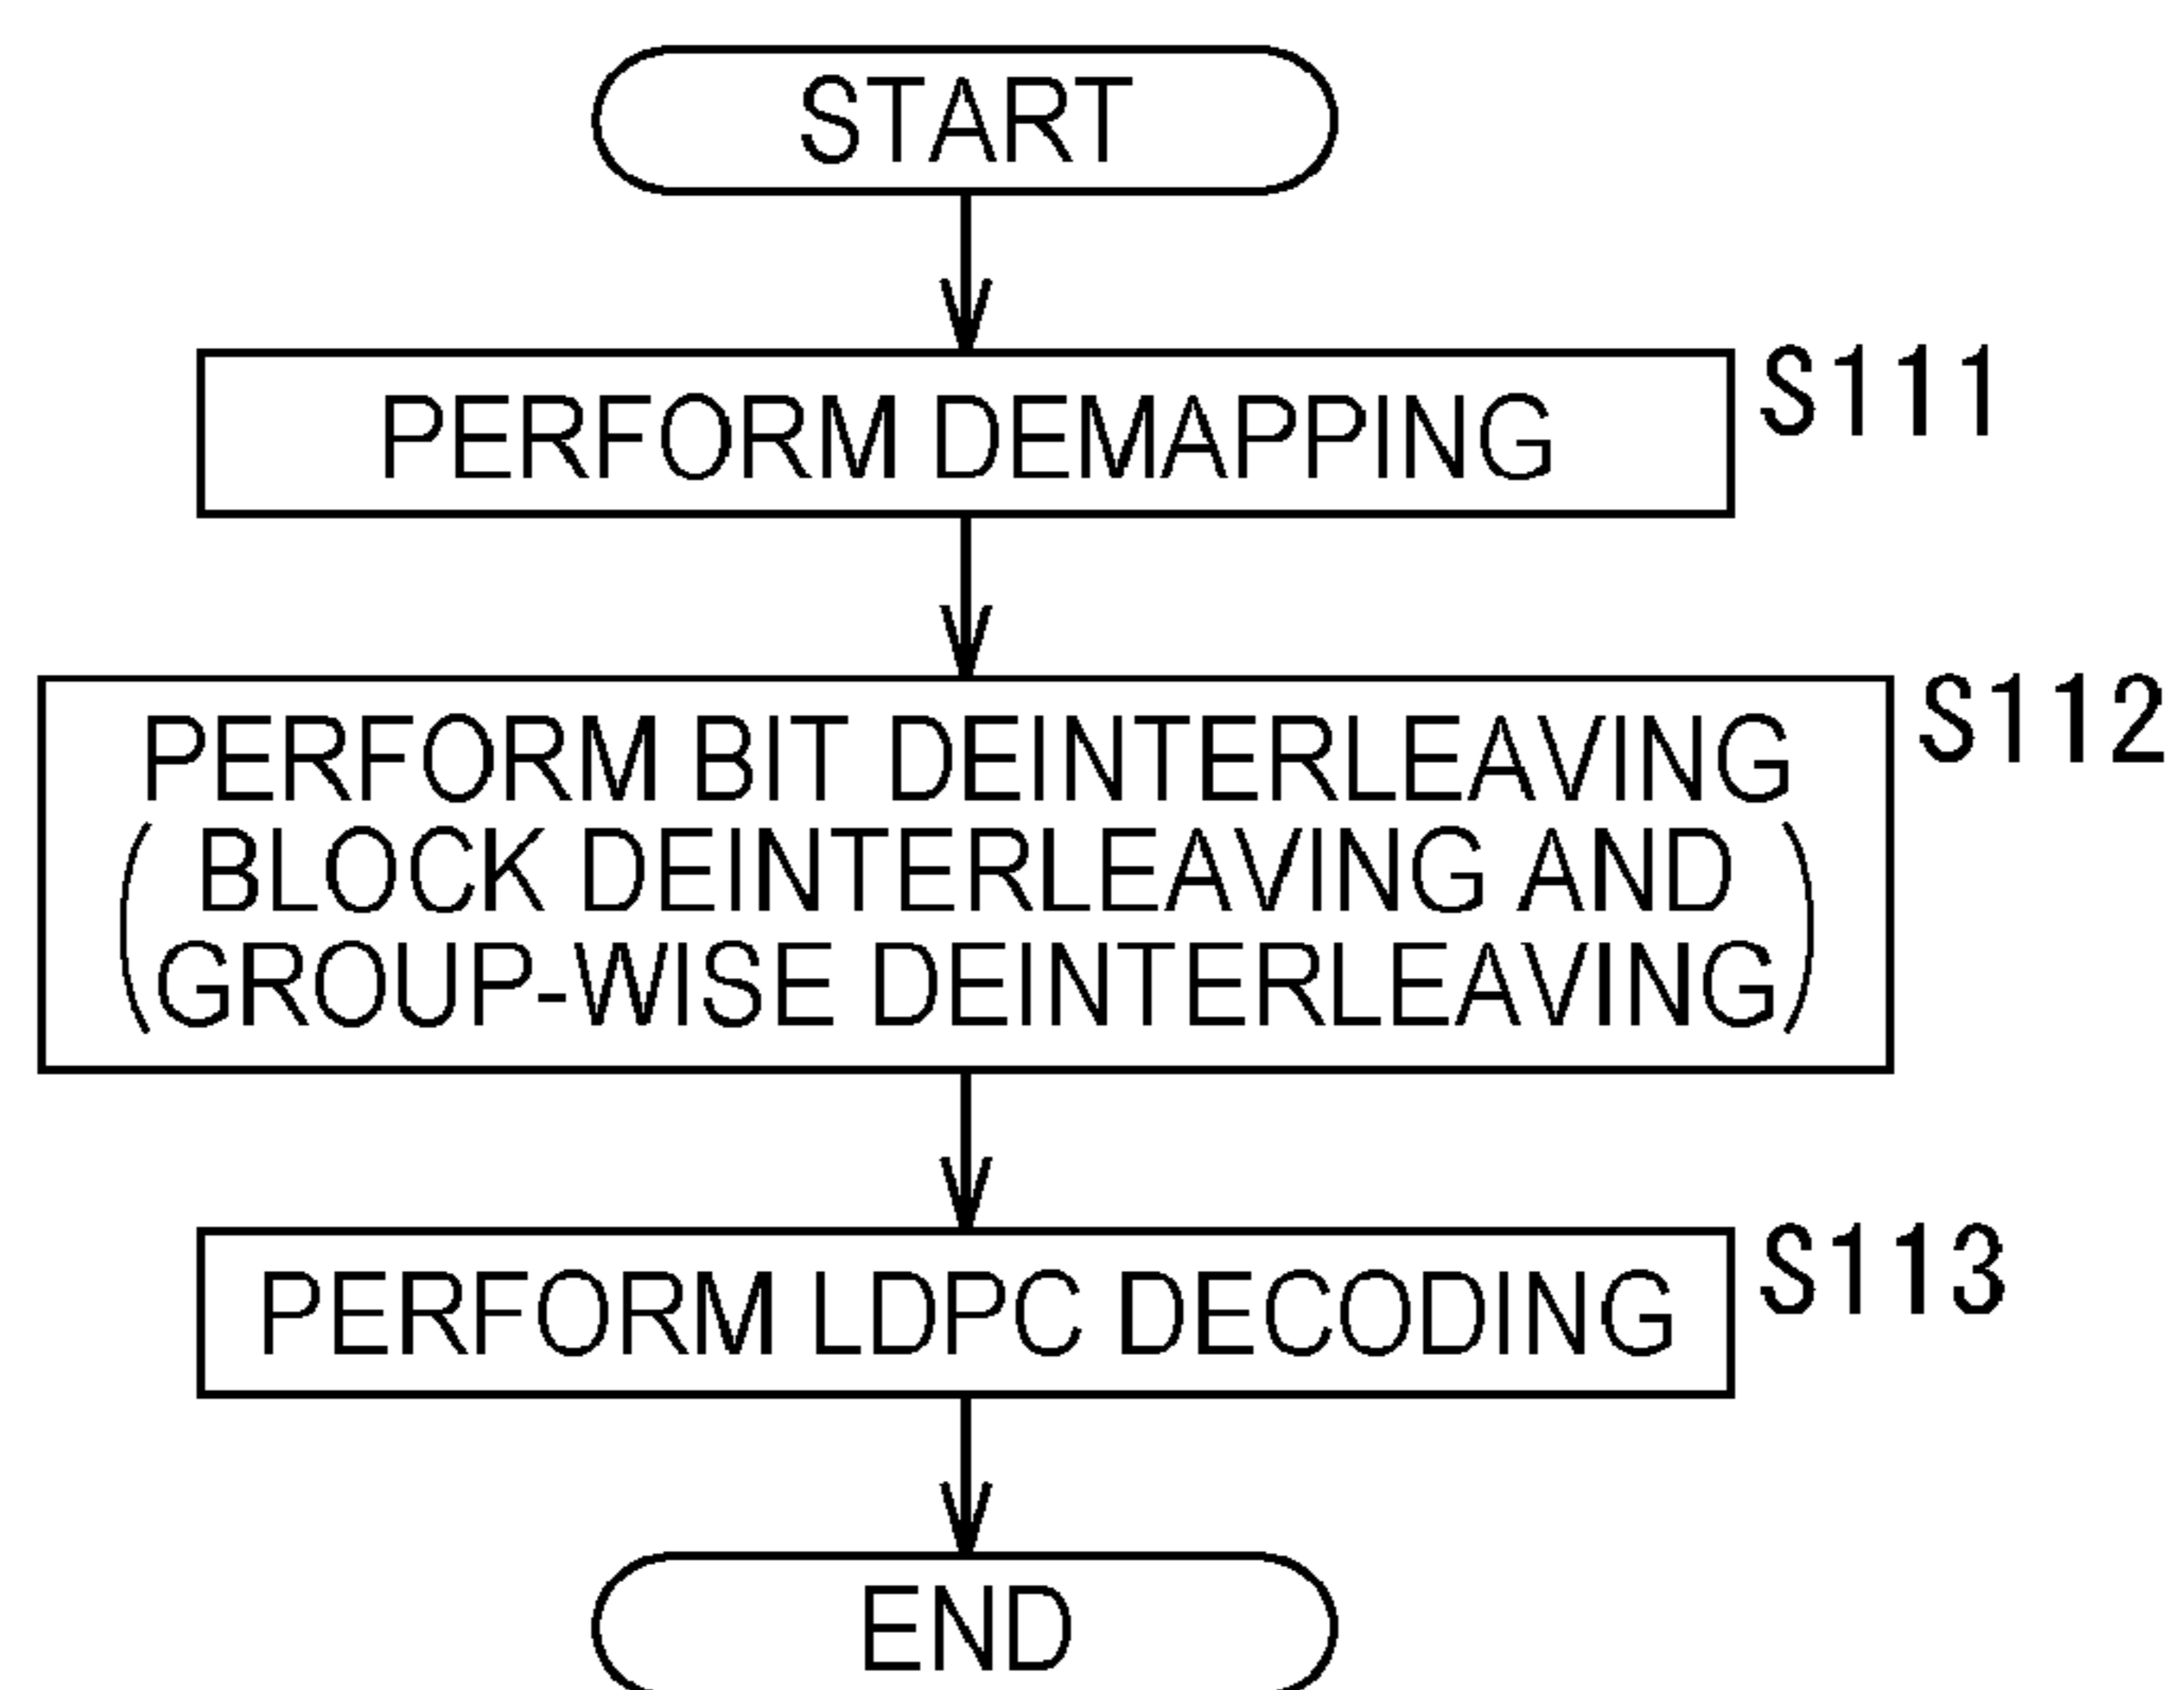 START
PERFORM DEMAPPING
S111
PERFORM BIT DEINTERLEAVING
(BLOCK DEINTERLEAVING AND
GROUP-WISE DEINTERLEAVING)
S112
PERFORM LDPC DECODING
S113
END